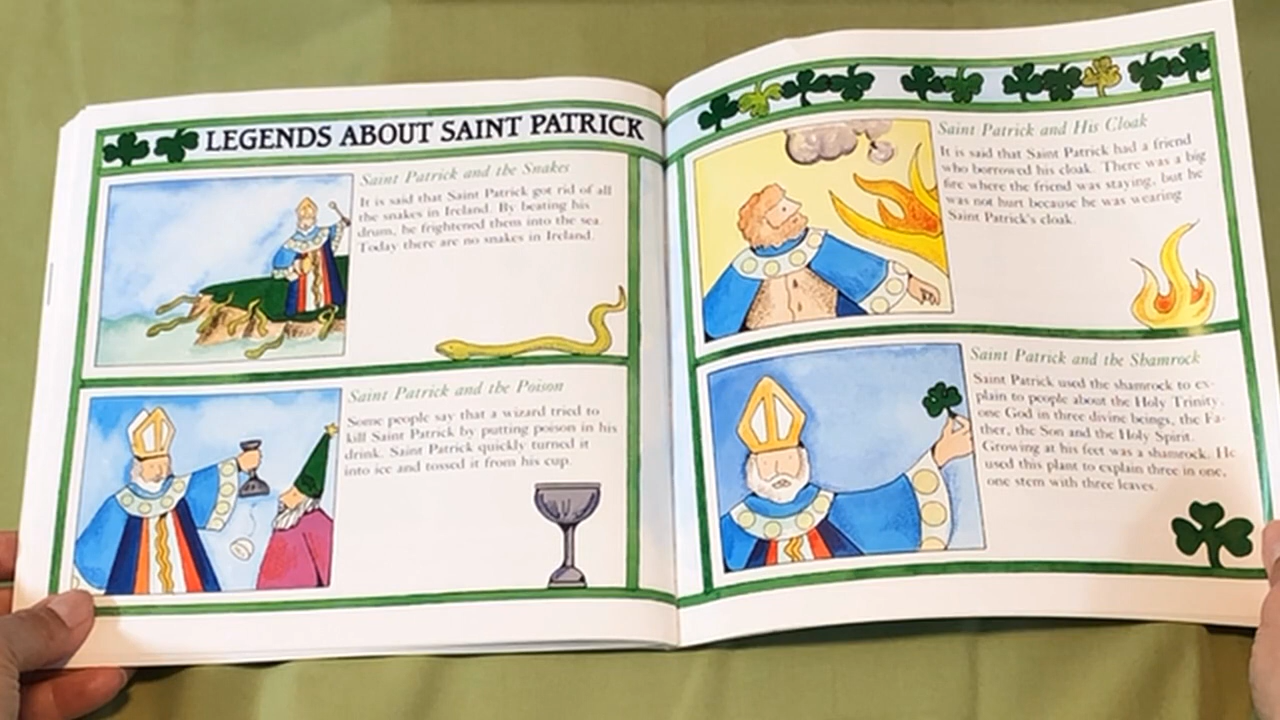 LEGENDS ABOUT SAINT PATRICK
Saint Patrick and the Snakes
It is said that Saint Patrick got rid of all
the snakes in Ireland. By beating his
drum, he frightened them into the sea.
Today there are no snakes in Ireland.
Saint Patrick and the Poison
Some people say that a wizard tried to
kill Saint Patrick by putting poison in his
drink. Saint Patrick quickly turned it
into ice and tossed it from his cup.
Saint Patrick and His Cloak
It is said that Saint Patrick had a friend
who borrowed his cloak. There was a big
fire where the friend was staying, but he
was not hurt because he was wearing
Saint Patrick's cloak.
Saint Patrick and the Shamrock
Saint Patrick used the shamrock to ex-
plain to people about the Holy Trinity,
one God in three divine beings, the Fa-
ther, the Son and the Holy Spirit.
Growing at his feet was a shamrock. He
used this plant to explain three in one,
one stem with three leaves.